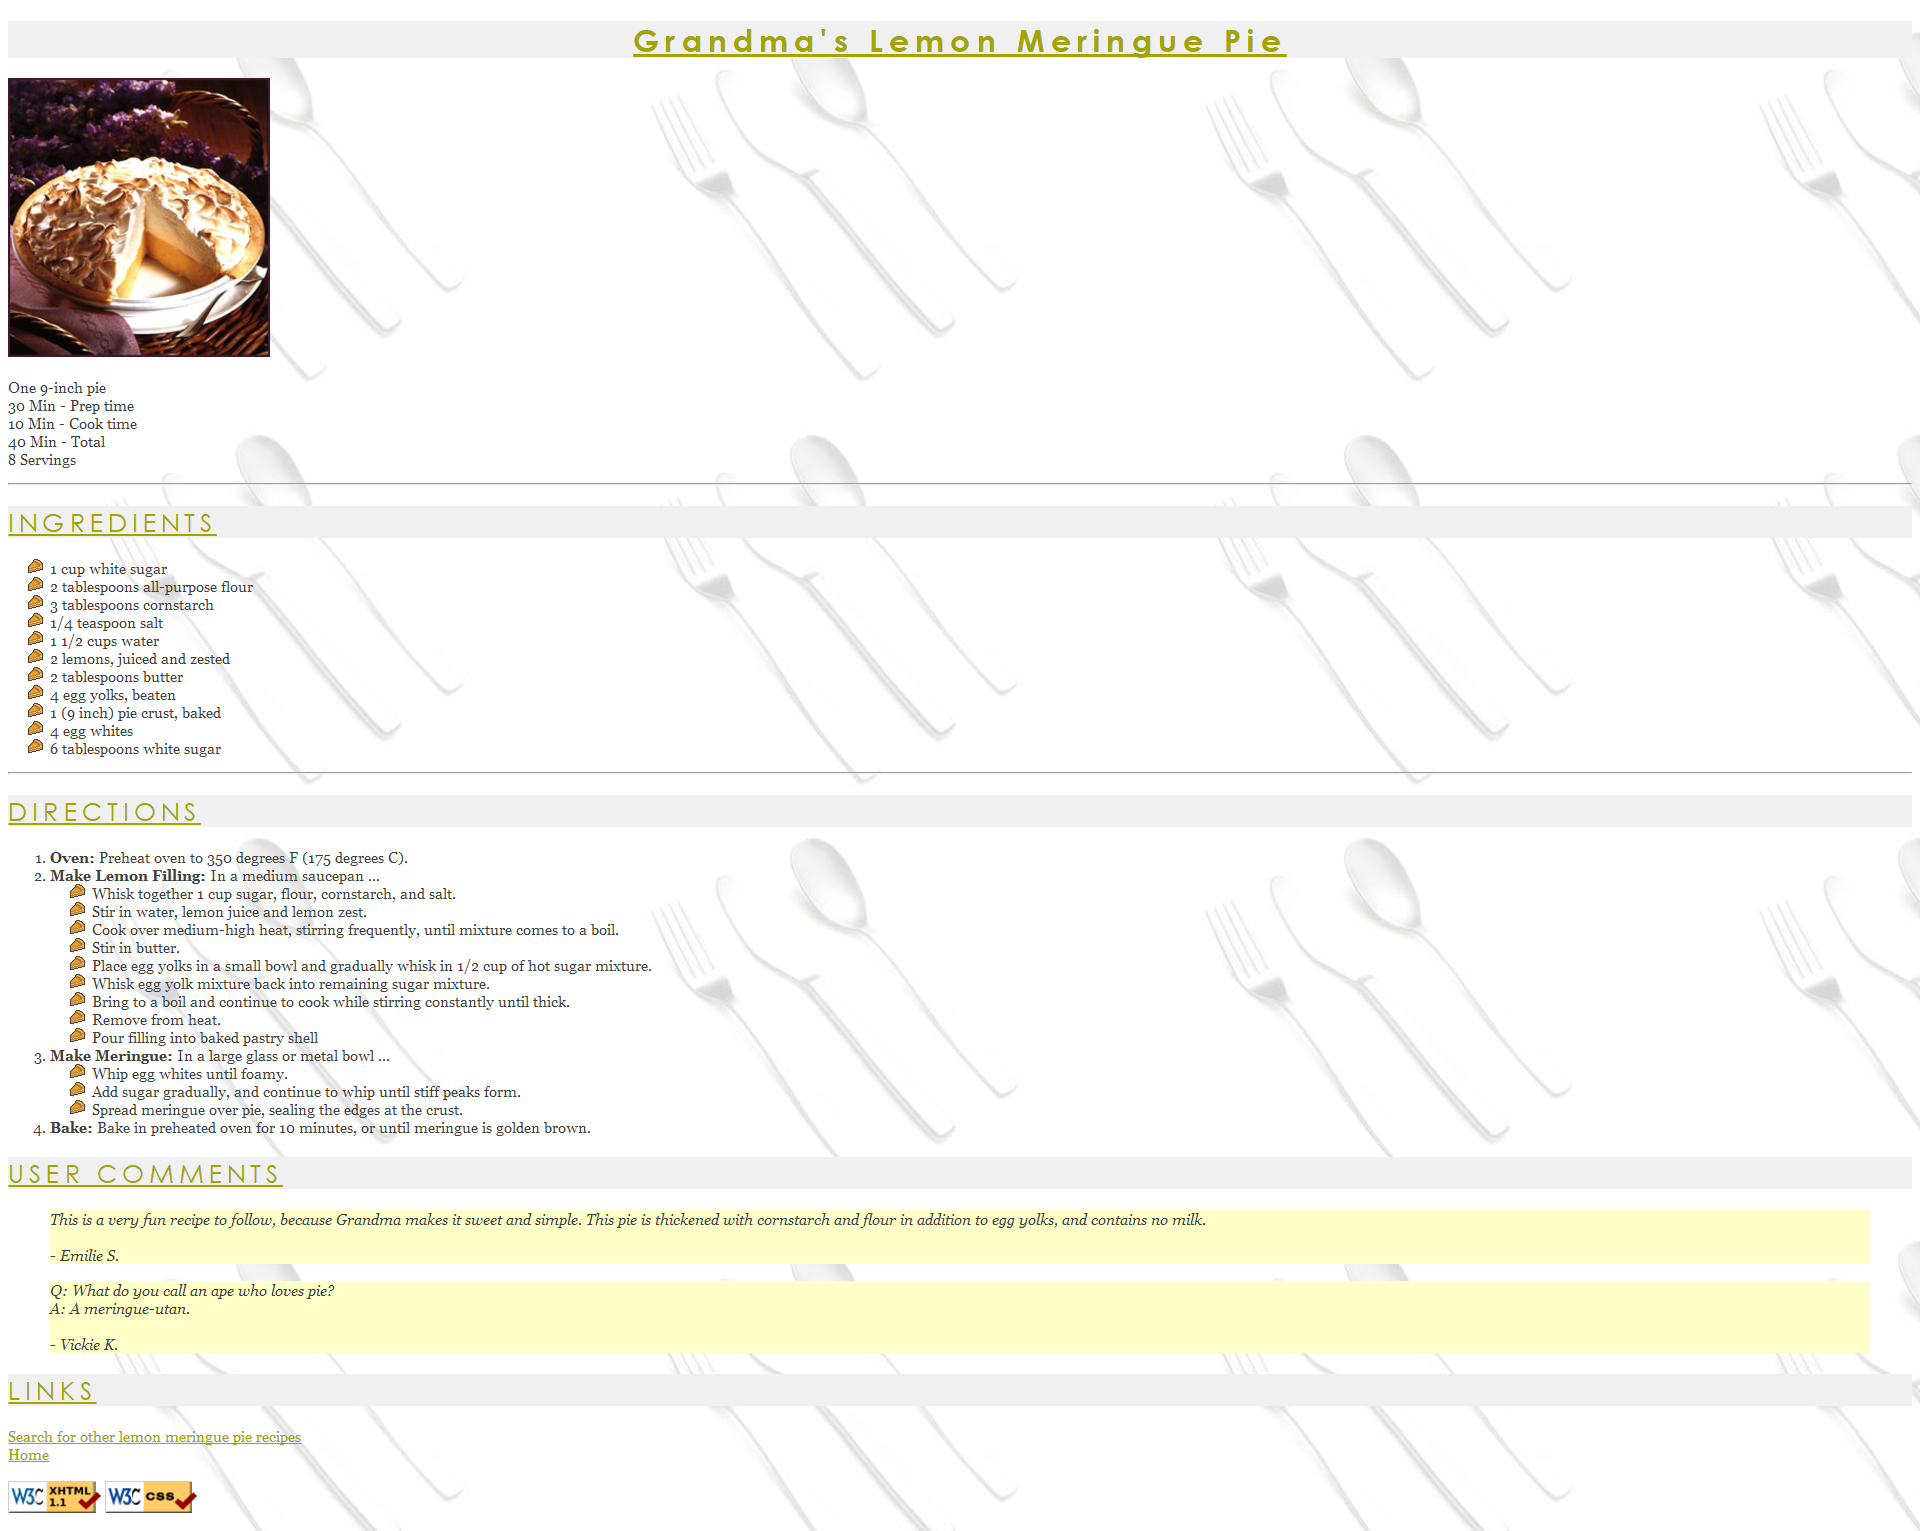 Grandma's Lemon Meringue Pie
One 9-inch pie
30 Min - Prep time
10 Min - Cook time
40 Min - Total
8 Servings
INGREDIENTS
1 cup white sugar
2 tablespoons all-purpose flour
3 tablespoons cornstarch
1/4 teaspoon salt
1 1/2 cups water
2 lemons, juiced and zested
2 tablespoons butter
4 egg yolks, beaten
1 (9 inch) pie crust, baked
4 egg whites
6 tablespoons white sugar
DIRECTIONS
1. Oven: Preheat oven to 350 degrees F (175 degrees C).
2. Make Lemon Filling: In a medium saucepan ...
Whisk together 1 cup sugar, flour, cornstarch, and salt.
Stir in water, lemon juice and lemon zest.
Cook over medium-high heat, stirring frequently, until mixture comes to a boil.
Stir in butter.
Place egg yolks in a small bowl and gradually whisk in 1/2 cup of hot sugar mixture.
Whisk egg yolk mixture back into remaining sugar mixture.
Bring to a boil and continue to cook while stirring constantly until thick.
Remove from heat.
Pour filling into baked pastry shell
3. Make Meringue: In a large glass or metal bowl ...
Whip egg whites until foamy.
Add sugar gradually, and continue to whip until stiff peaks form.
Spread meringue over pie, sealing the edges at the crust.
4. Bake: Bake in preheated oven for 10 minutes, or until meringue is golden brown.
USER COMMENTS
This is a very fun recipe to follow, because Grandma makes it sweet and simple. This pie is thickened with cornstarch and flour in addition to egg yolks, and contains no milk.
- Emilie S.
Q: What do you call an ape who loves pie?
A: A meringue-utan.
- Vickie K.
LINKS
Search for other lemon meringue pie recipes
Home
W3C XHTML 1.1 W3C css